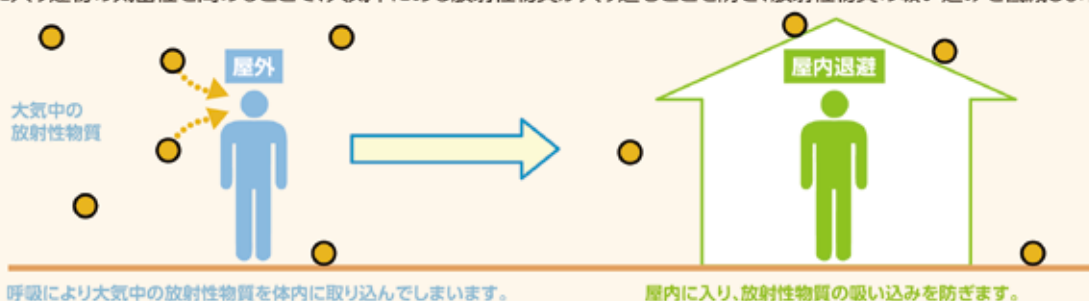 屋外
屋内退避
大気中の
放射性物質
呼吸により大気中の放射性物質を体内に取り込んでしまいます。
屋内に入り、放射性物質の吸い込みを防ぎます。